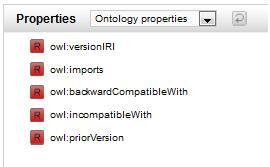 Properties Ontology properties
R owl:versionIRI
R owl:imports
R owl:backwardCompatibleWith
R owl:incompatibleWith
R owl:priorVersion